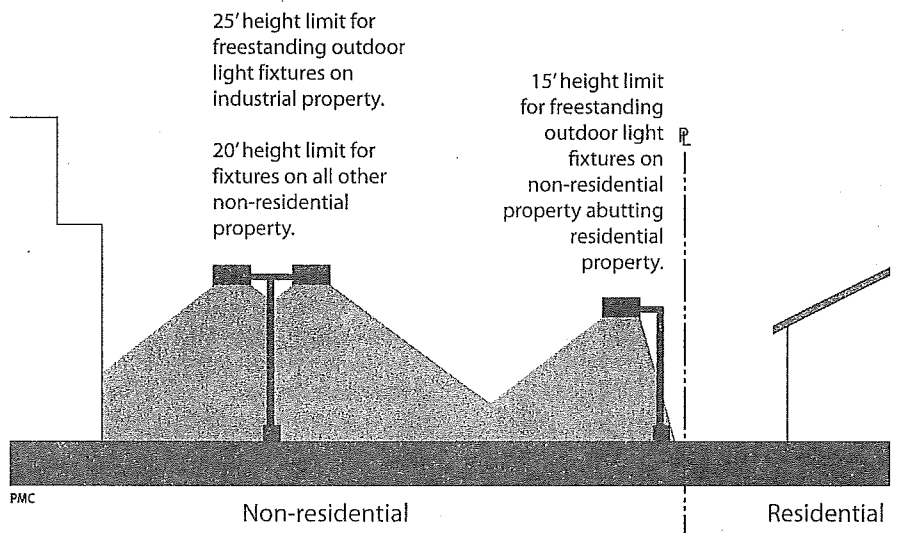 25' height limit for
freestanding outdoor
light fixtures on
industrial property.
20' height limit for
fixtures on all other
non-residential
property.
15' height limit
for freestanding
outdoor light
fixtures on
non-residential
property abutting
residential
property.
PL
PMC
Non-residential
Residential